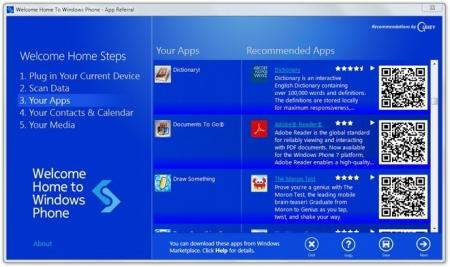 Welcome Home To Windows Phone - App Referral
Recommendations by
Welcome Home Steps
1. Plug in Your Current Device
2. Scan Data
3. Your Apps
4. Your Contacts & Calendar
5. Your Media
Welcome
Home to
Windows
Phone
About
Your Apps
Recommended Apps
Dictionary!
Dictionary
Dictionary is an interactive
English Dictionary containing
over 100,000 words and definitions.
The definitions are stored locally
for maximum responsiveness,...
Documents To Go®
Adobe® Reader®
Adobe Reader is the global standard
for reliably viewing and interacting
with PDF documents. Now available
for the Windows Phone 7 platform,
Adobe Reader enables a high-quality...
Draw Something
The Moron Test
Prove you're a genius with The
Moron Test, the leading mobile
brain-teaser! Graduate from
Moron to Genius as you tap,
twist, and shake your way
You can download these apps from Windows
Marketplace. Click Help for details.
Exit
Help
Save
Next